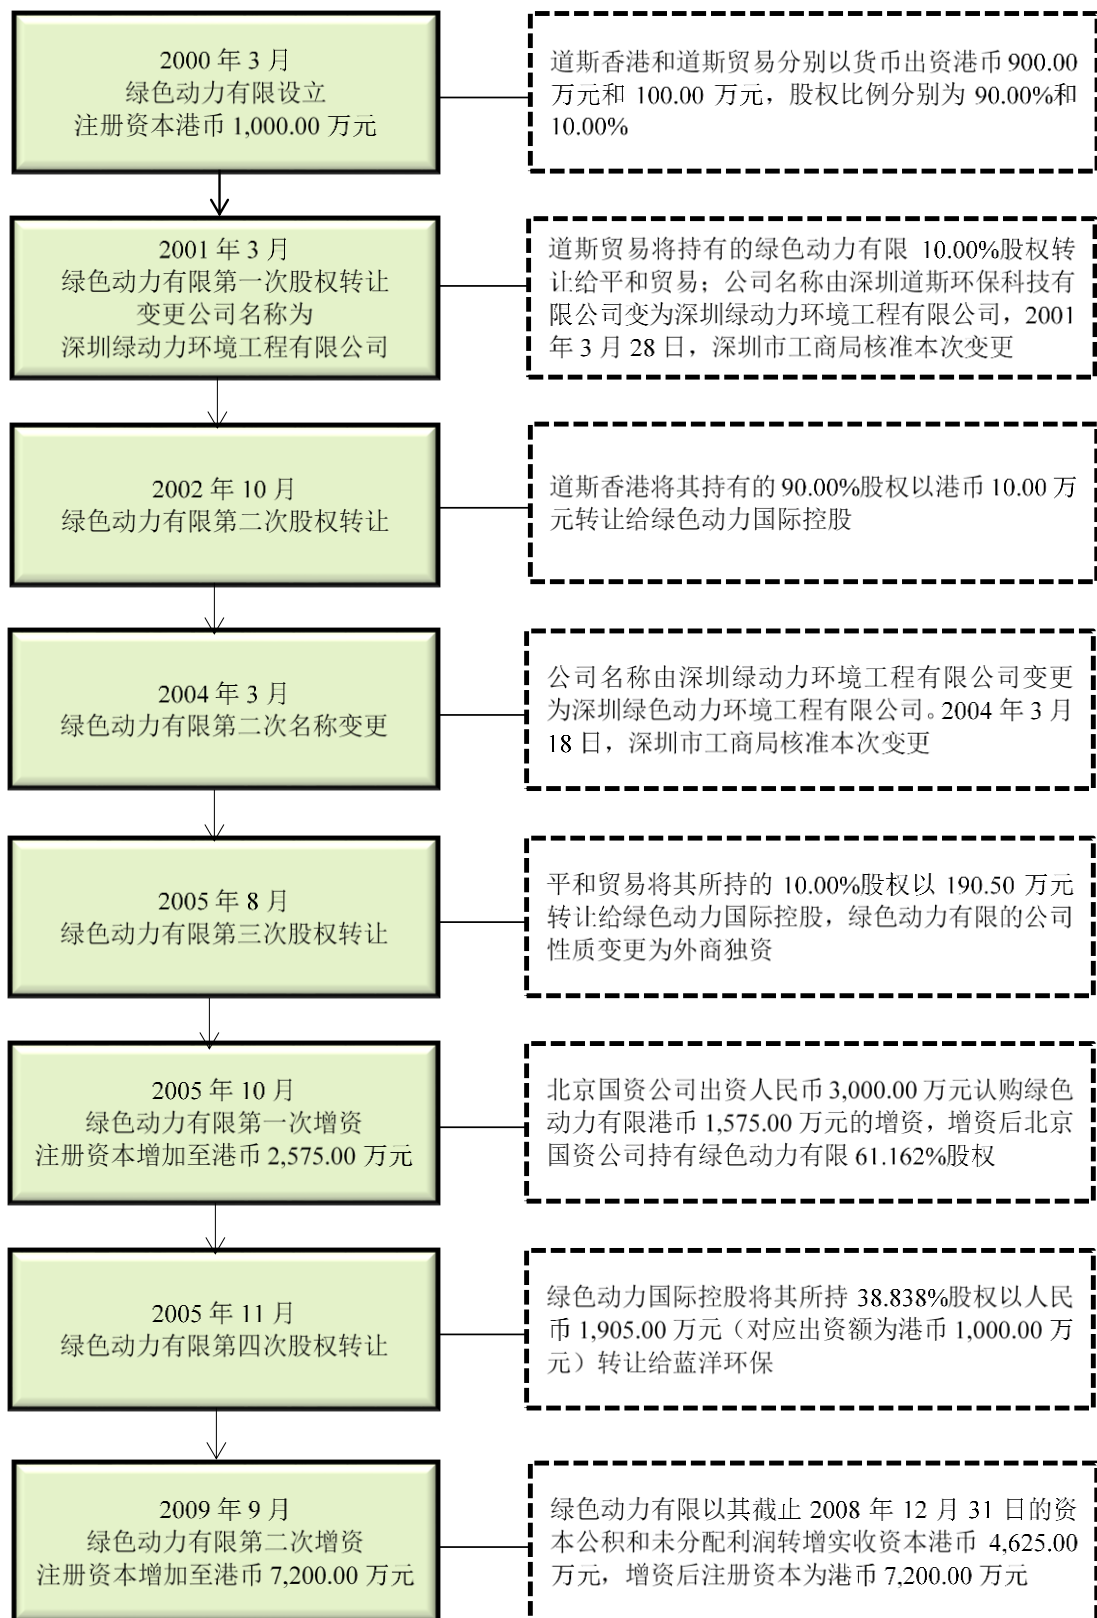 2000 年 3 月
绿色动力有限设立
注册资本港币 1,000.00 万元
道斯香港和道斯贸易分别以货币出资港币 900.00
万元和 100.00 万元，股权比例分别为 90.00%和
10.00%
2001 年 3 月
绿色动力有限第一次股权转让
变更公司名称为
深圳绿动力环境工程有限公司
道斯贸易将持有的绿色动力有限 10.00%股权转
让给平和贸易；公司名称由深圳道斯环保科技有
限公司变为深圳绿动力环境工程有限公司，2001
年 3 月 28 日，深圳市工商局核准本次变更
2002 年 10 月
绿色动力有限第二次股权转让
道斯香港将其持有的 90.00%股权以港币 10.00 万
元转让给绿色动力国际控股
2004 年 3 月
绿色动力有限第二次名称变更
公司名称由深圳绿动力环境工程有限公司变更
为深圳绿色动力环境工程有限公司。2004 年 3 月
18 日，深圳市工商局核准本次变更
2005 年 8 月
绿色动力有限第三次股权转让
平和贸易将其所持的 10.00%股权以 190.50 万元
转让给绿色动力国际控股，绿色动力有限的公司
性质变更为外商独资
2005 年 10 月
绿色动力有限第一次增资
注册资本增加至港币 2,575.00 万元
北京国资公司出资人民币 3,000.00 万元认购绿色
动力有限港币 1,575.00 万元的增资，增资后北京
国资公司持有绿色动力有限 61.162%股权
2005 年 11 月
绿色动力有限第四次股权转让
绿色动力国际控股将其所持 38.838%股权以人民
币 1,905.00 万元（对应出资额为港币 1,000.00 万
元）转让给蓝洋环保
2009 年 9 月
绿色动力有限第二次增资
注册资本增加至港币 7,200.00 万元
绿色动力有限以其截止 2008 年 12 月 31 日的资
本公积和未分配利润转增实收资本港币 4,625.00
万元，增资后注册资本为港币 7,200.00 万元